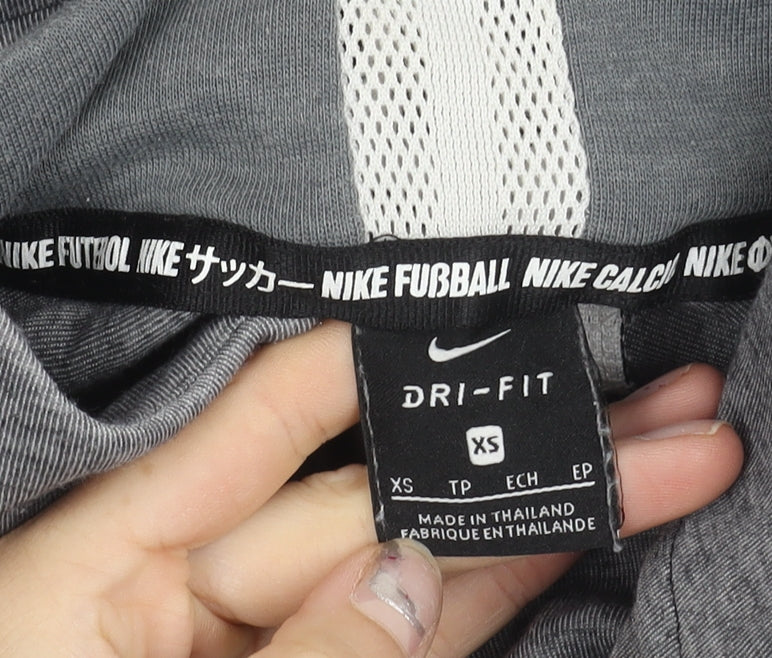 NIKE FUTBOL NIKE サッカー NIKE FUßBALL NIKE CALCIO NIKE
DRI-FIT
XS
XS TP ECH EP
MADE IN THAILAND
FABRIQUE EN THAILANDE